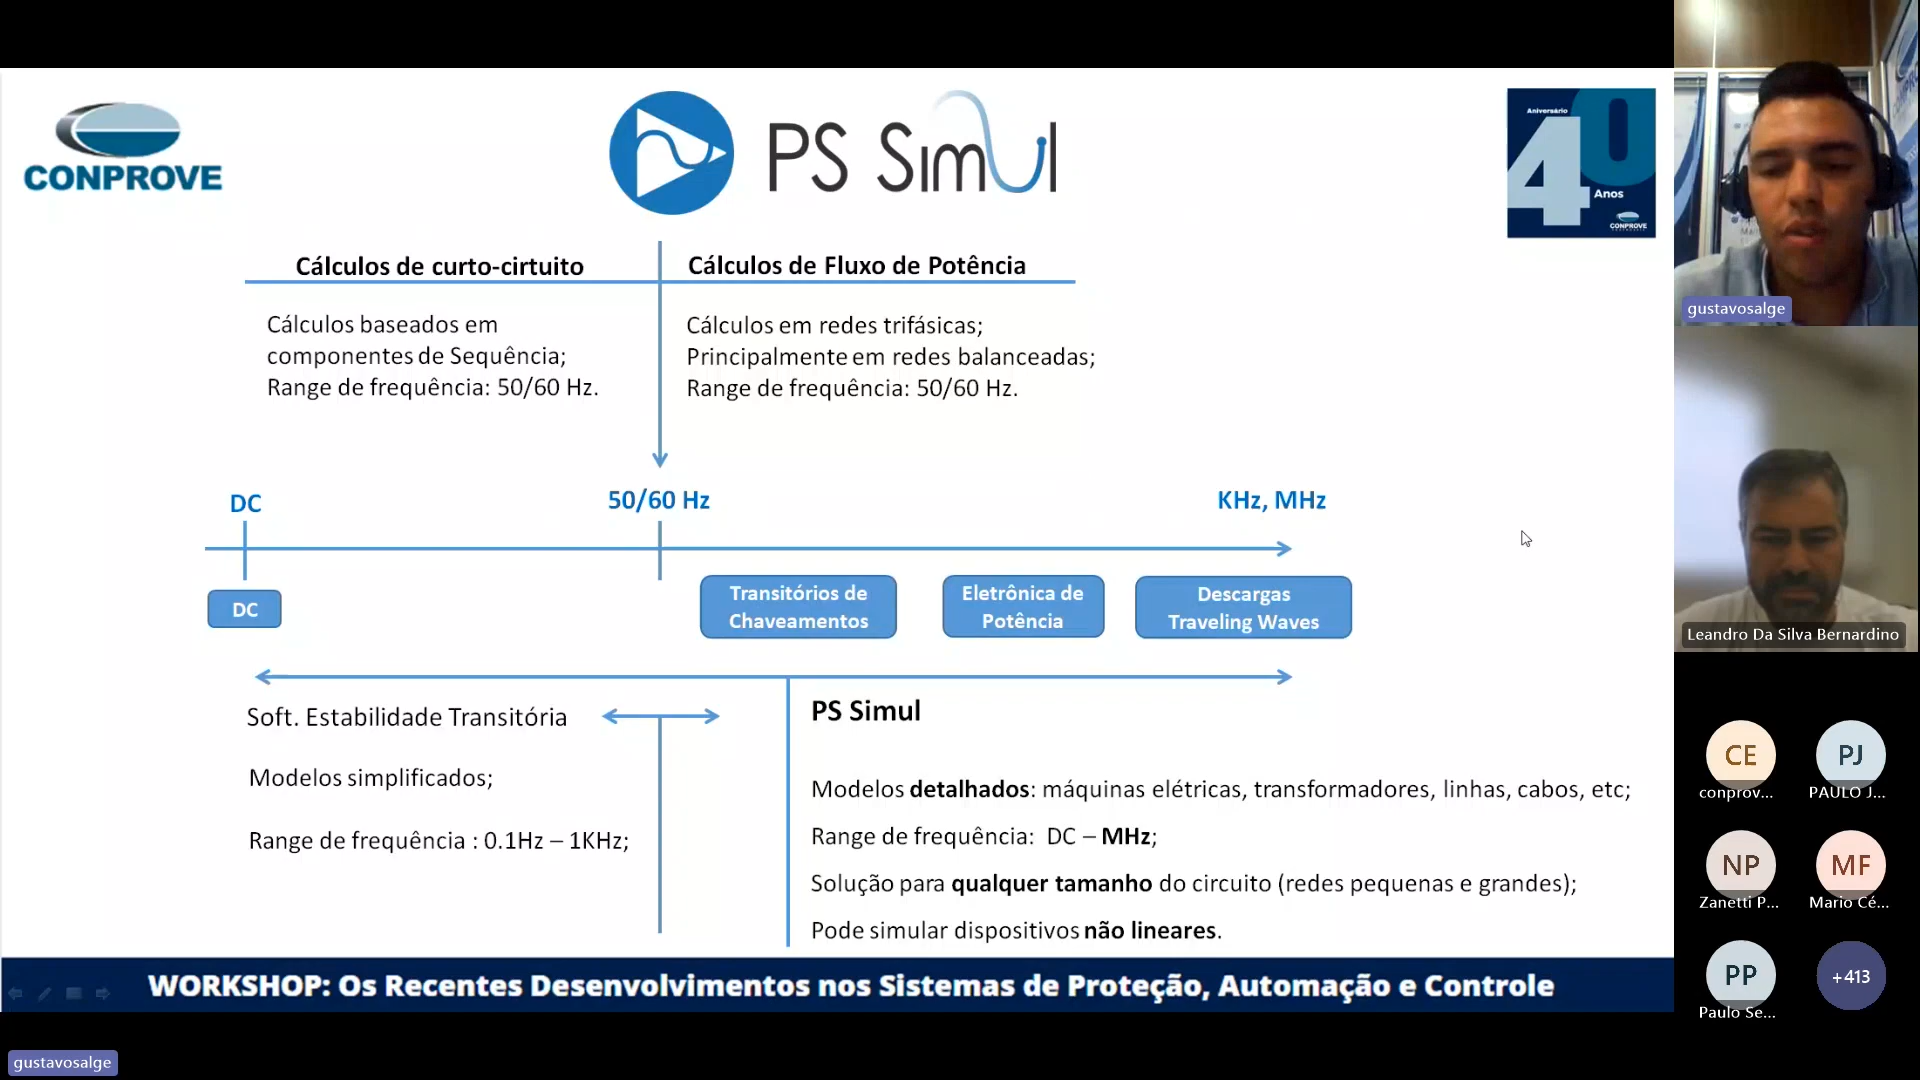 CONPROVE
PS Simul
Aniversário
40
Anos
CONPROVE
Cálculos de curto-cirtuito
Cálculos baseados em
componentes de Sequência;
Range de frequência: 50/60 Hz.
Cálculos de Fluxo de Potência
Cálculos em redes trifásicas;
Principalmente em redes balanceadas;
Range de frequência: 50/60 Hz.
DC
50/60 Hz
KHz, MHz
DC
Transitórios de
Chaveamentos
Eletrônica de
Potência
Descargas
Traveling Waves
Soft. Estabilidade Transitória
Modelos simplificados;
Range de frequência : 0.1Hz – 1KHz;
PS Simul
Modelos detalhados: máquinas elétricas, transformadores, linhas, cabos, etc;
Range de frequência: DC – MHz;
Solução para qualquer tamanho do circuito (redes pequenas e grandes);
Pode simular dispositivos não lineares.
WORKSHOP: Os Recentes Desenvolvimentos nos Sistemas de Proteção, Automação e Controle
gustavosalge
gustavosalge
Leandro Da Silva Bernardino
CE
conprov...
PJ
PAULO J...
NP
Zanetti P...
MF
Mario Cé...
PP
Paulo Se...
+413